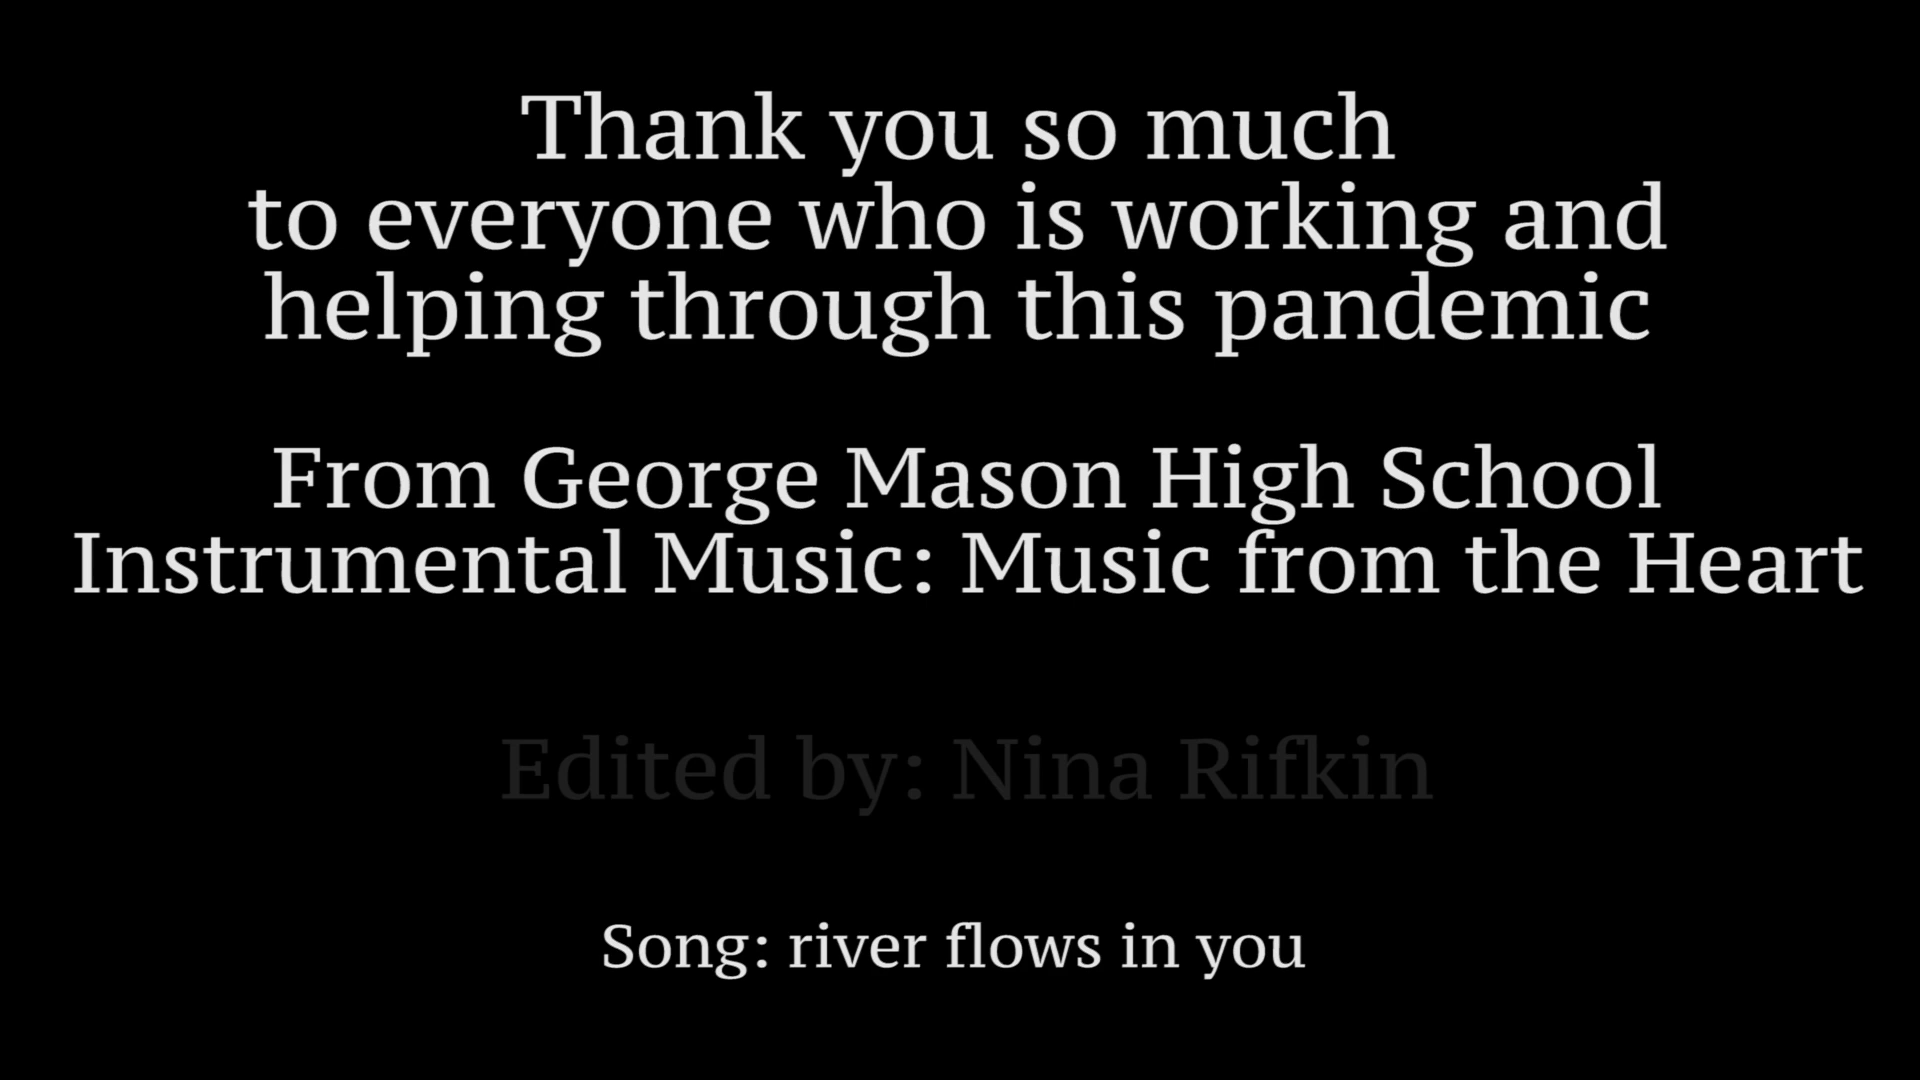 Thank you so much
to everyone who is working and
helping through this pandemic
From George Mason High School
Instrumental Music: Music from the Heart
Edited by: Nina Rifkin
Song: river flows in you